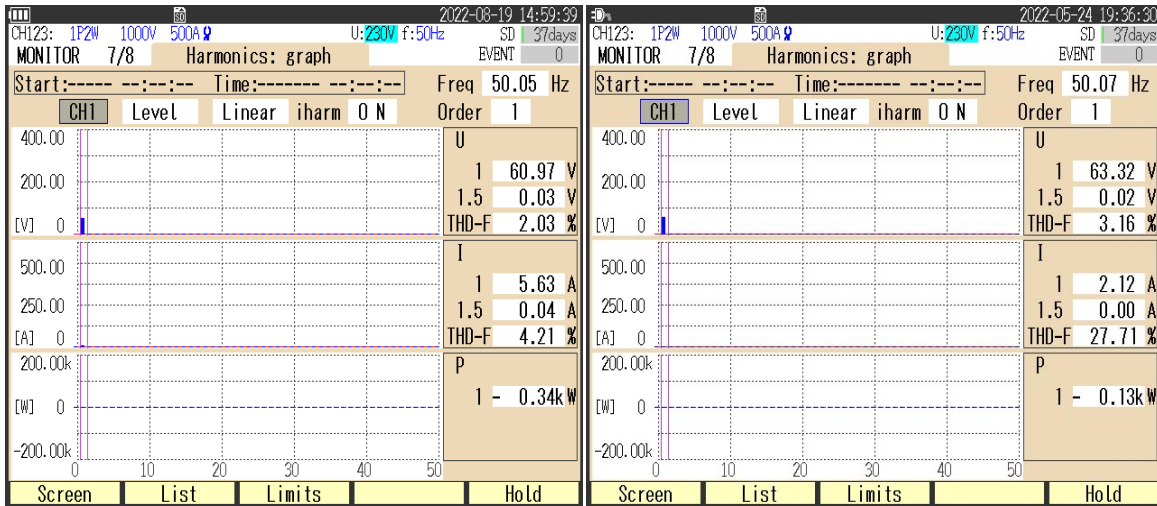 2022-08-19 14:59:39
CH123: 1P2W 1000V 500A U:230V f:50Hz SD 37days
MONITOR 7/8 Harmonics: graph EVENT 0
Start:----- --:--:-- Time:------- --:--:-- Freq 50.05 Hz
CH1 Level Linear iharm ON Order 1
400.00 U
1 60.97 V
200.00
1.5 0.03 V
[V] 0 THD-F 2.03 %
I
500.00
1 5.63 A
250.00 1.5 0.04 A
[A] 0 THD-F 4.21 %
200.00k P
1 - 0.34kW
[W] 0
-200.00k
0 10 20 30 40 50
Screen List Limits Hold
2022-05-24 19:36:30
CH123: 1P2W 1000V 500A U:230V f:50Hz SD 37days
MONITOR 7/8 Harmonics: graph EVENT 0
Start:----- --:--:-- Time:------- --:--:-- Freq 50.07 Hz
CH1 Level Linear iharm ON Order 1
400.00 U
1 63.32 V
200.00
1.5 0.02 V
[V] 0 THD-F 3.16 %
I
500.00
1 2.12 A
250.00 1.5 0.00 A
[A] 0 THD-F 27.71 %
200.00k P
1 - 0.13kW
[W] 0
-200.00k
0 10 20 30 40 50
Screen List Limits Hold